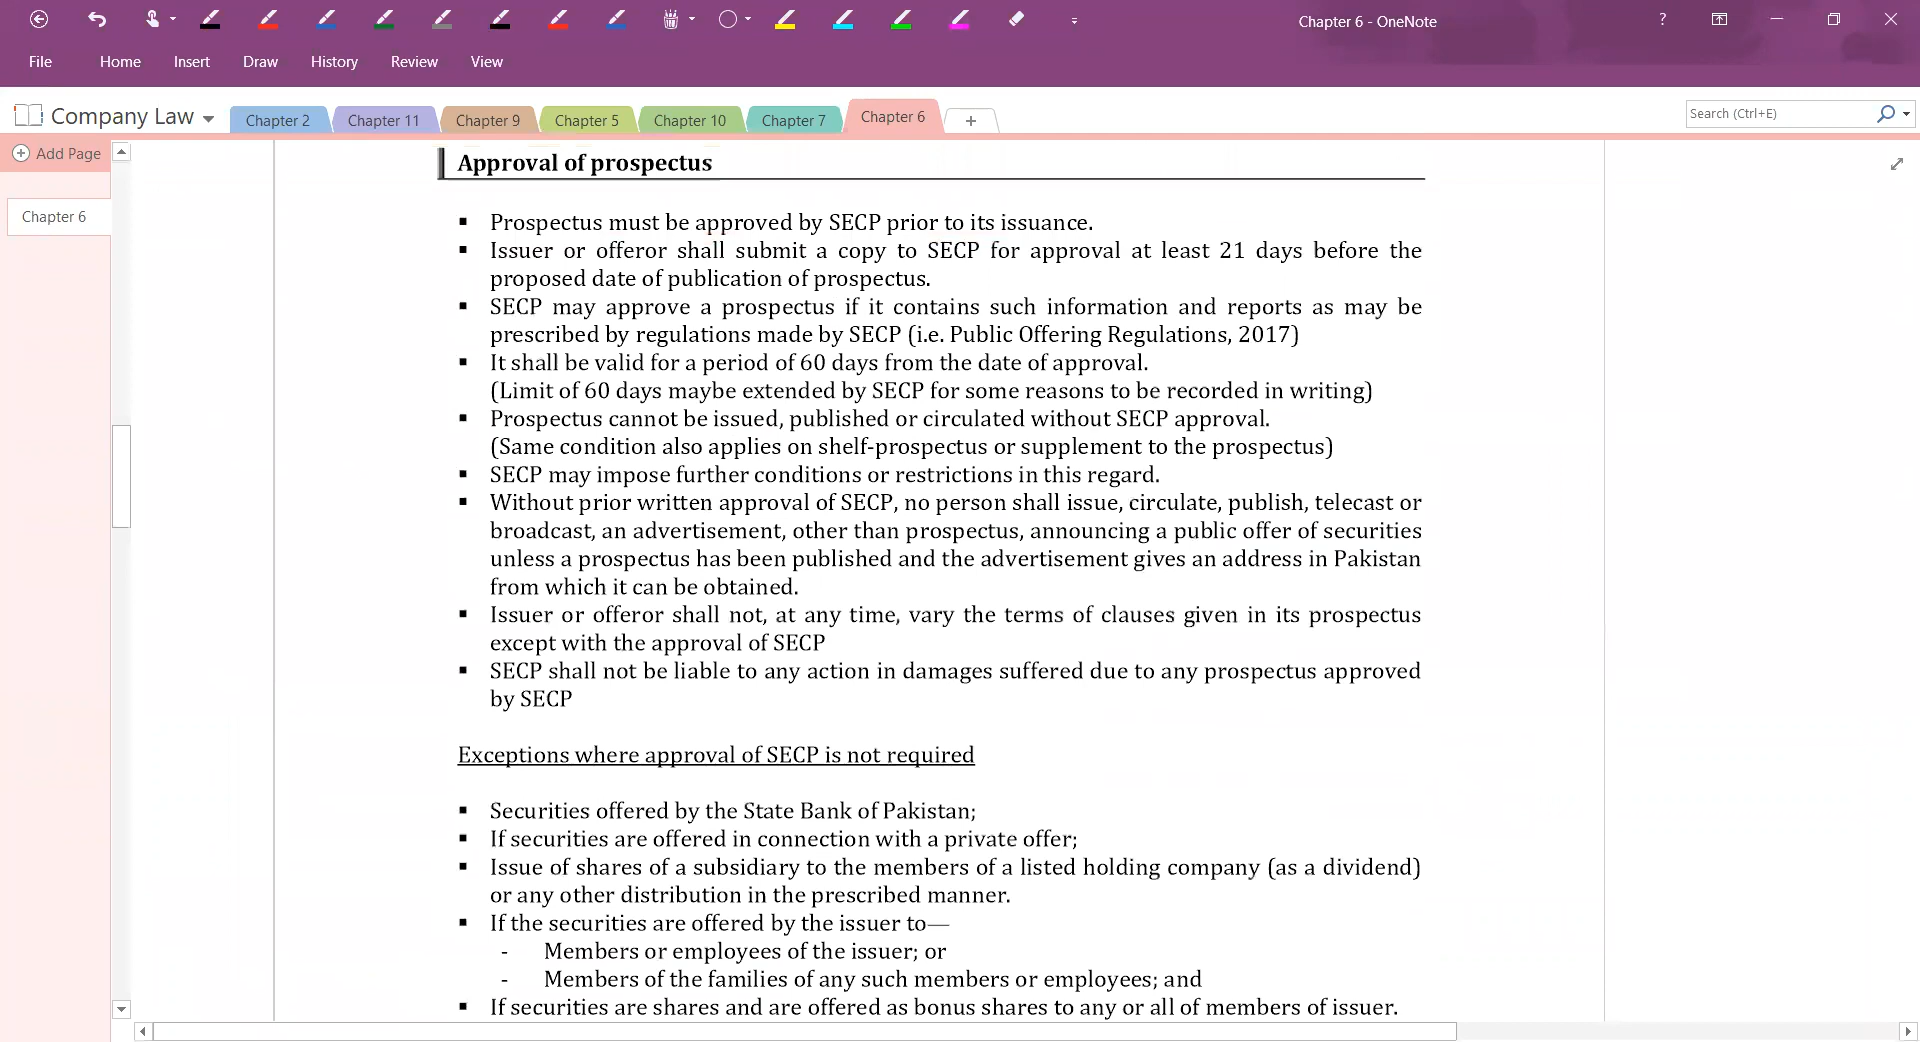 Chapter 6 - OneNote
?
File Home Insert Draw History Review View
Company Law
Chapter 2 Chapter 11 Chapter 9 Chapter 5 Chapter 10 Chapter 7 Chapter 6 +
Search (Ctrl+E)
Add Page
Chapter 6
Approval of prospectus
▪ Prospectus must be approved by SECP prior to its issuance.
▪ Issuer or offeror shall submit a copy to SECP for approval at least 21 days before the
proposed date of publication of prospectus.
▪ SECP may approve a prospectus if it contains such information and reports as may be
prescribed by regulations made by SECP (i.e. Public Offering Regulations, 2017)
▪ It shall be valid for a period of 60 days from the date of approval.
(Limit of 60 days maybe extended by SECP for some reasons to be recorded in writing)
▪ Prospectus cannot be issued, published or circulated without SECP approval.
(Same condition also applies on shelf-prospectus or supplement to the prospectus)
▪ SECP may impose further conditions or restrictions in this regard.
▪ Without prior written approval of SECP, no person shall issue, circulate, publish, telecast or
broadcast, an advertisement, other than prospectus, announcing a public offer of securities
unless a prospectus has been published and the advertisement gives an address in Pakistan
from which it can be obtained.
▪ Issuer or offeror shall not, at any time, vary the terms of clauses given in its prospectus
except with the approval of SECP
▪ SECP shall not be liable to any action in damages suffered due to any prospectus approved
by SECP
Exceptions where approval of SECP is not required
▪ Securities offered by the State Bank of Pakistan;
▪ If securities are offered in connection with a private offer;
▪ Issue of shares of a subsidiary to the members of a listed holding company (as a dividend)
or any other distribution in the prescribed manner.
▪ If the securities are offered by the issuer to—
- Members or employees of the issuer; or
- Members of the families of any such members or employees; and
▪ If securities are shares and are offered as bonus shares to any or all of members of issuer.